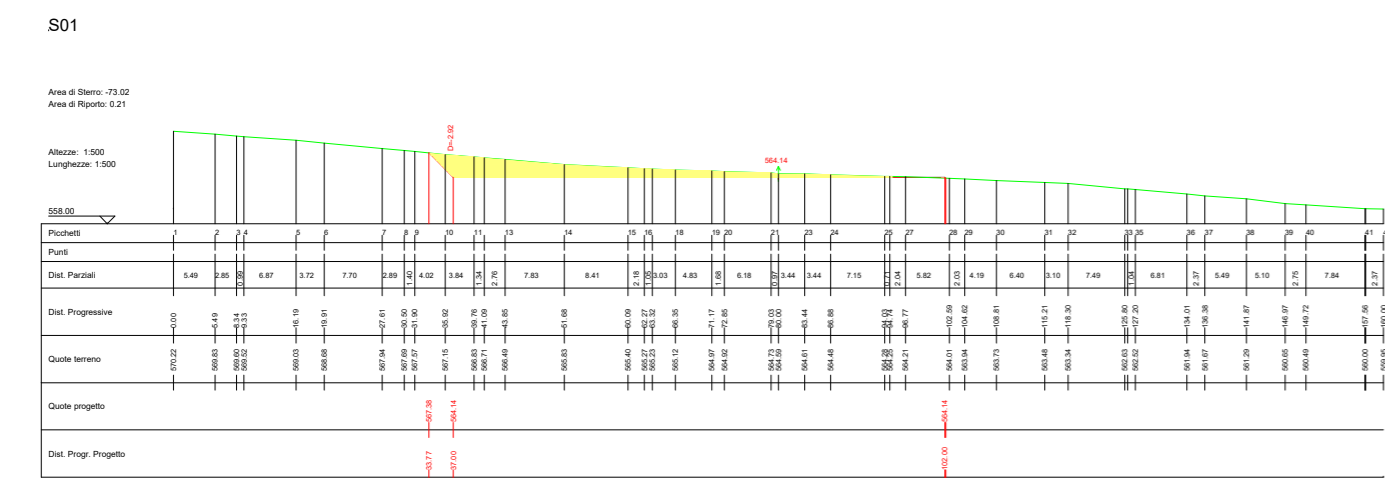 S01
Area di Sterro: -73.02
Area di Riporto: 0.21
Altezze: 1:500
Lunghezze: 1:500
D=-2.92
564.14
558.00
Picchetti 1 2 3 4 5 6 7 8 9 10 11 13 14 15 16 18 19 20 21 23 24 25 27 28 29 30 31 32 33 35 36 37 38 39 40 41
Punti
Dist. Parziali 5.49 2.85 0.99 6.87 3.72 7.70 2.89 1.40 4.02 3.84 1.34 2.76 7.83 8.41 2.18 1.05 3.03 4.83 1.68 6.18 0.97 3.44 3.44 7.15 0.71 2.04 5.82 2.03 4.19 6.40 3.10 7.49 1.04 6.81 2.37 5.49 5.10 2.75 7.84 2.37
Dist. Progressive 0.00 5.49 8.34 9.33 16.19 19.91 27.61 30.50 31.90 35.92 39.76 41.09 43.85 51.68 60.09 62.27 63.32 66.35 71.17 72.85 79.03 80.00 83.44 86.88 94.03 94.74 96.77 102.59 104.62 108.81 115.21 118.30 125.80 127.20 134.01 136.38 141.87 146.97 149.72 157.56
Quote terreno 570.22 569.83 569.60 569.52 569.03 568.68 567.94 567.69 567.57 567.15 566.83 566.71 566.49 565.83 565.40 565.27 565.23 565.12 564.97 564.92 564.73 564.59 564.61 564.48 564.25 564.21 564.01 563.94 563.73 563.48 563.34 562.63 562.52 561.94 561.67 561.29 560.65 560.49 560.00
Quote progetto 567.38 564.14 564.14
Dist. Progr. Progetto 33.77 37.00 102.00